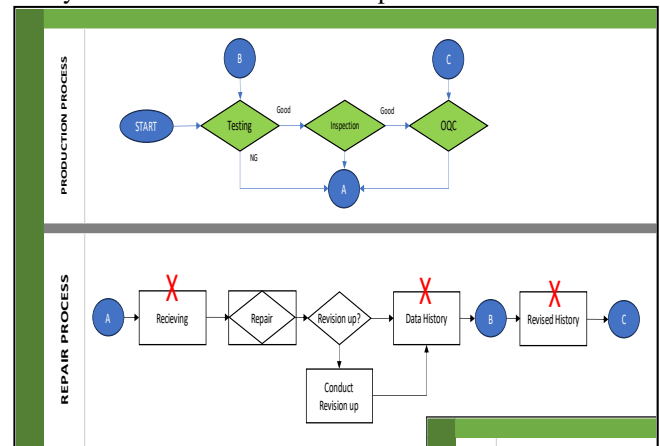 PRODUCTION PROCESS
B
C
START
Testing
Good
Inspection
Good
OQC
NG
A
REPAIR PROCESS
A
X
Recieving
Repair
Revision up?
X
Data History
B
X
Revised History
C
Conduct
Revision up